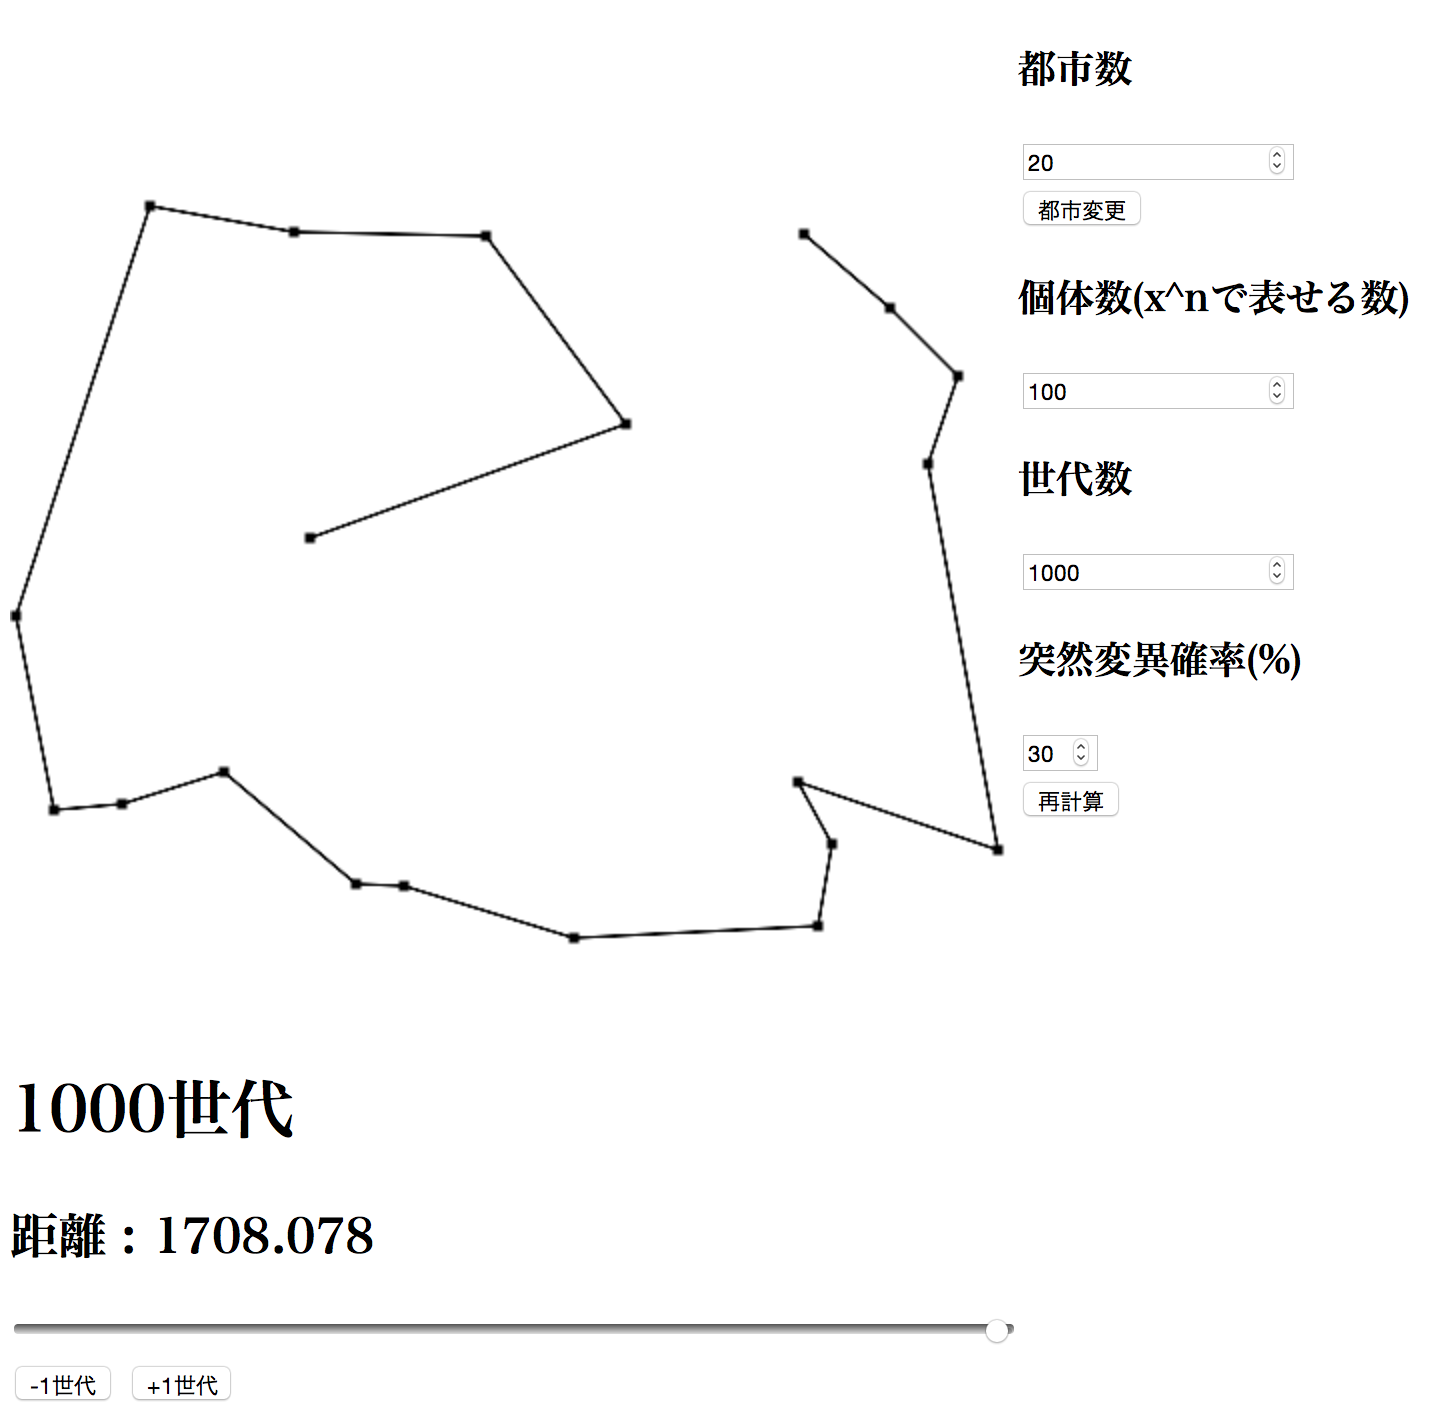 都市数
20
都市変更
個体数(x^nで表せる数)
100
世代数
1000
突然変異確率(%)
30
再計算
1000世代
距離：1708.078
-1世代
+1世代